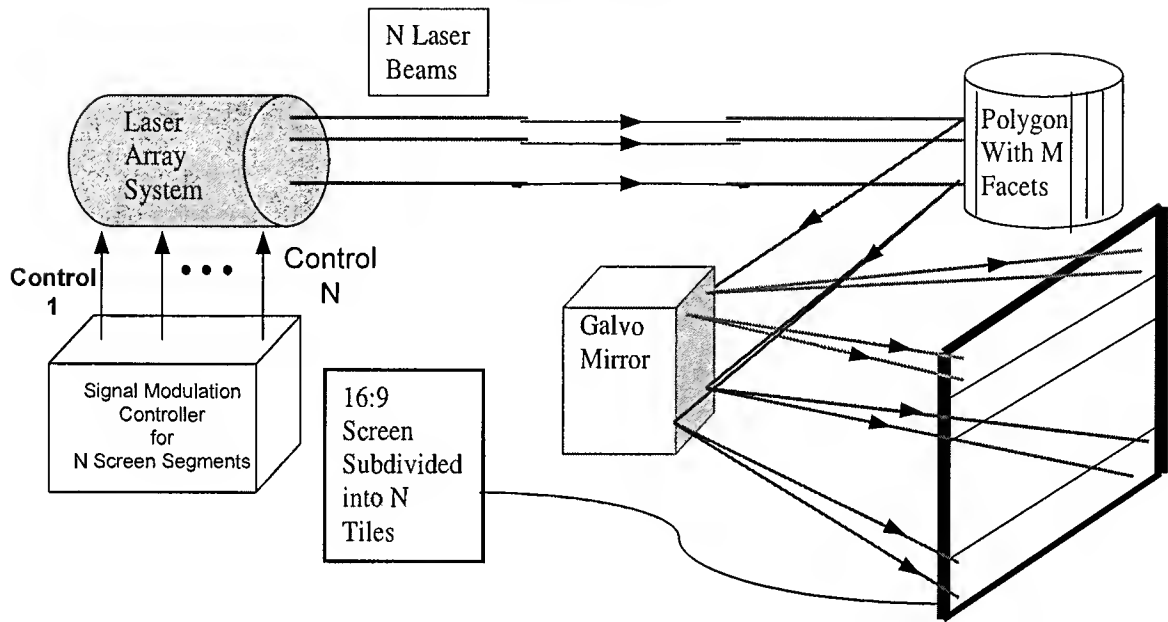 N Laser
Beams
Laser
Array
System
Polygon
With M
Facets
Control
1
Control
N
Galvo
Mirror
Signal Modulation
Controller
for
N Screen Segments
16:9
Screen
Subdivided
into N
Tiles